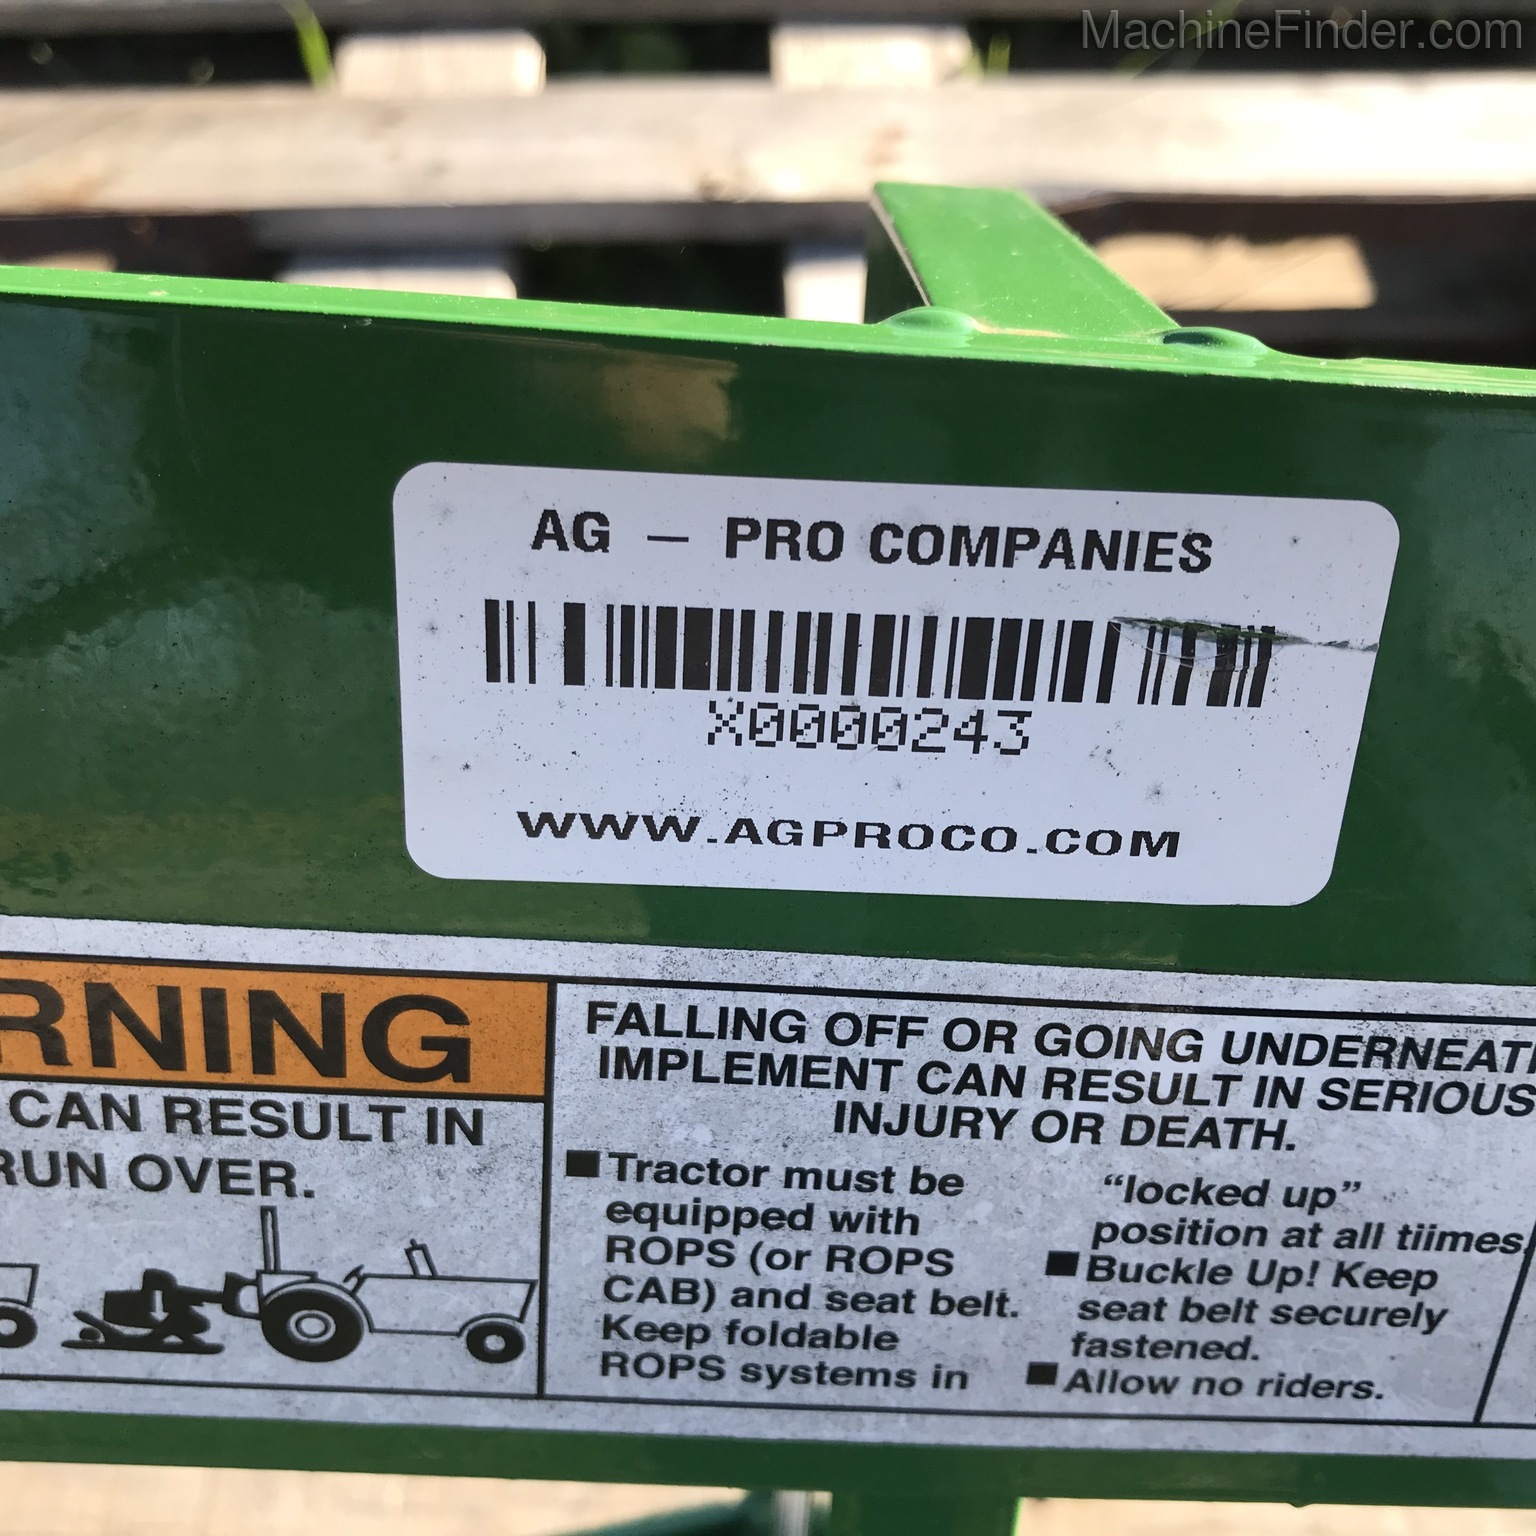 MachineFinder.com
AG - PRO COMPANIES
X0000243
WWW.AGPROCO.COM
RNING
CAN RESULT IN
RUN OVER.
FALLING OFF OR GOING UNDERNEAT
IMPLEMENT CAN RESULT IN SERIOUS
INJURY OR DEATH.
■ Tractor must be
equipped with
ROPS (or ROPS
CAB) and seat belt.
Keep foldable
ROPS systems in
"locked up"
position at all tiimes
■ Buckle Up! Keep
seat belt securely
fastened.
■ Allow no riders.